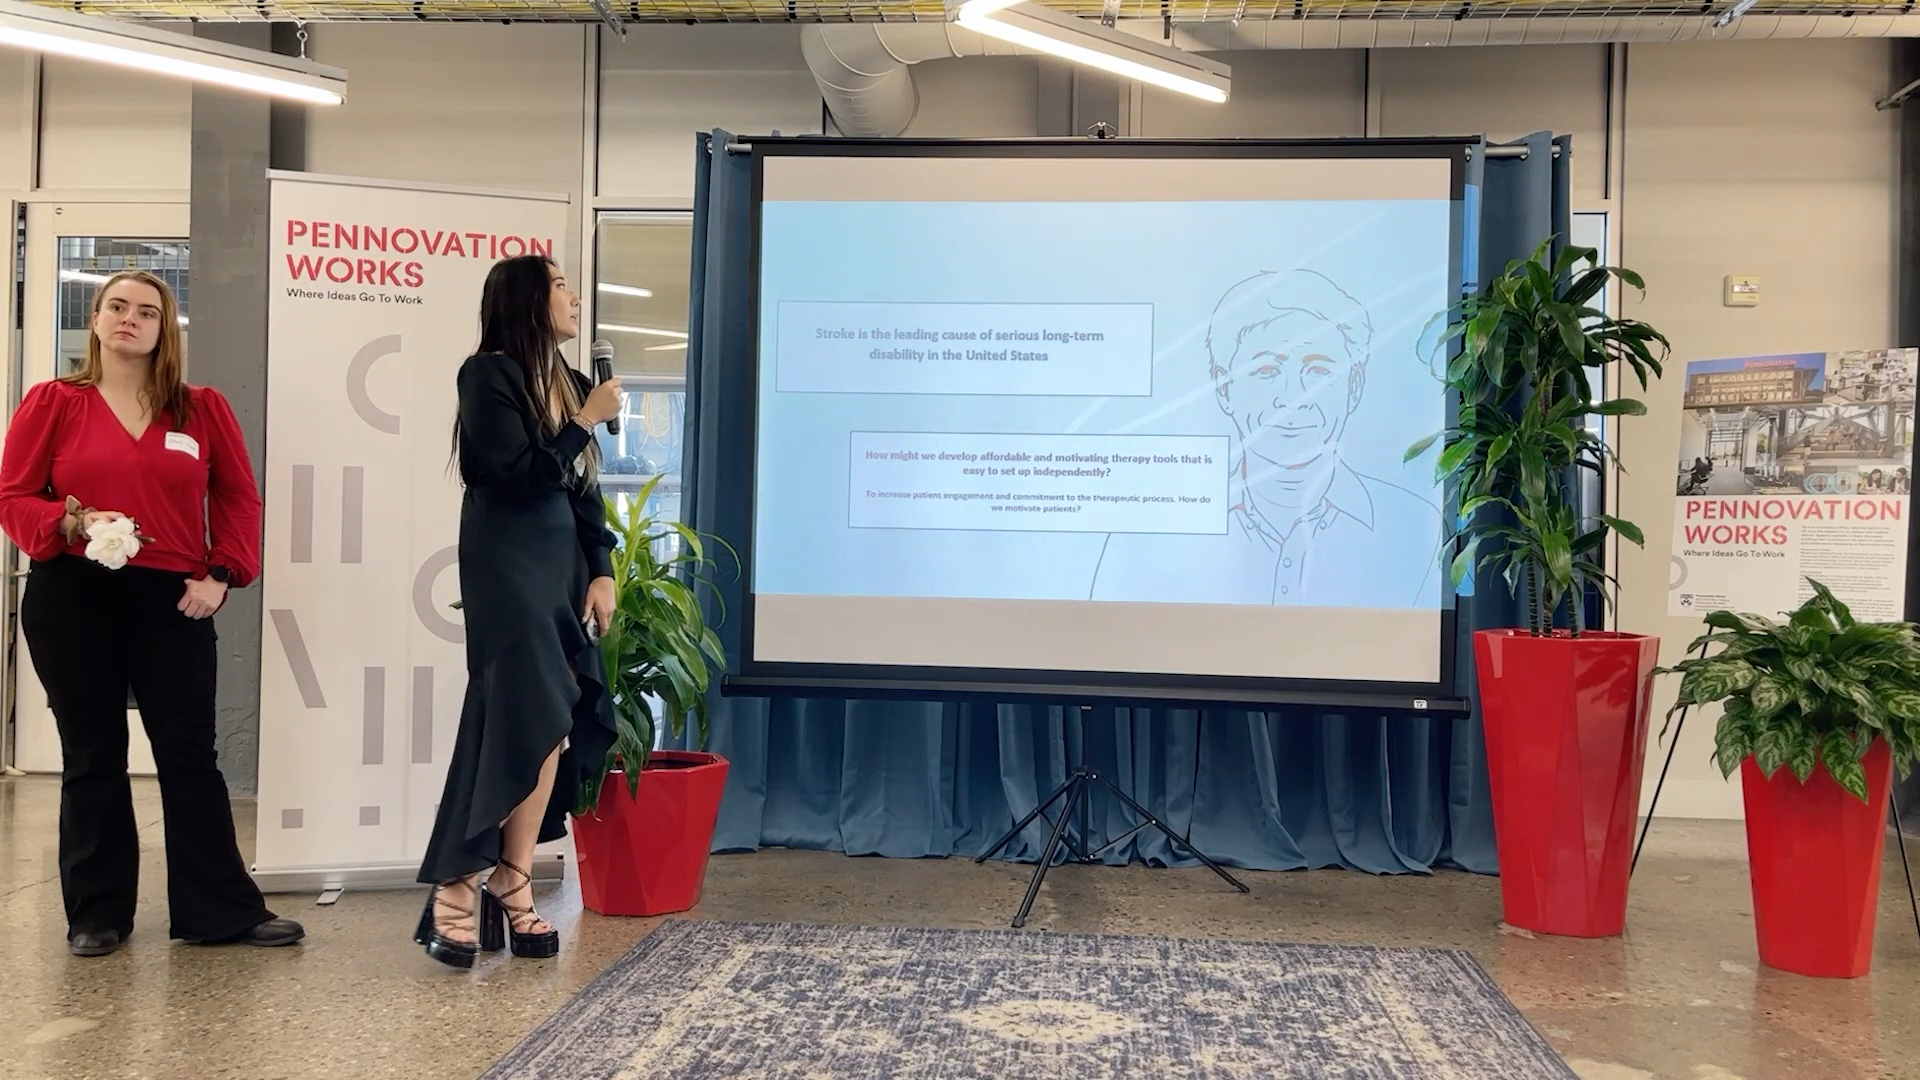 PENNOVATION
WORKS
Where Ideas Go To Work
Stroke is the leading cause of serious long-term
disability in the United States
How might we develop affordable and motivating therapy tools that is
easy to set up independently?
To increase patient engagement and commitment to the therapeutic process. How do
we motivate patients?
PENNOVATION
PENNOVATION
WORKS
Where Ideas Go To Work